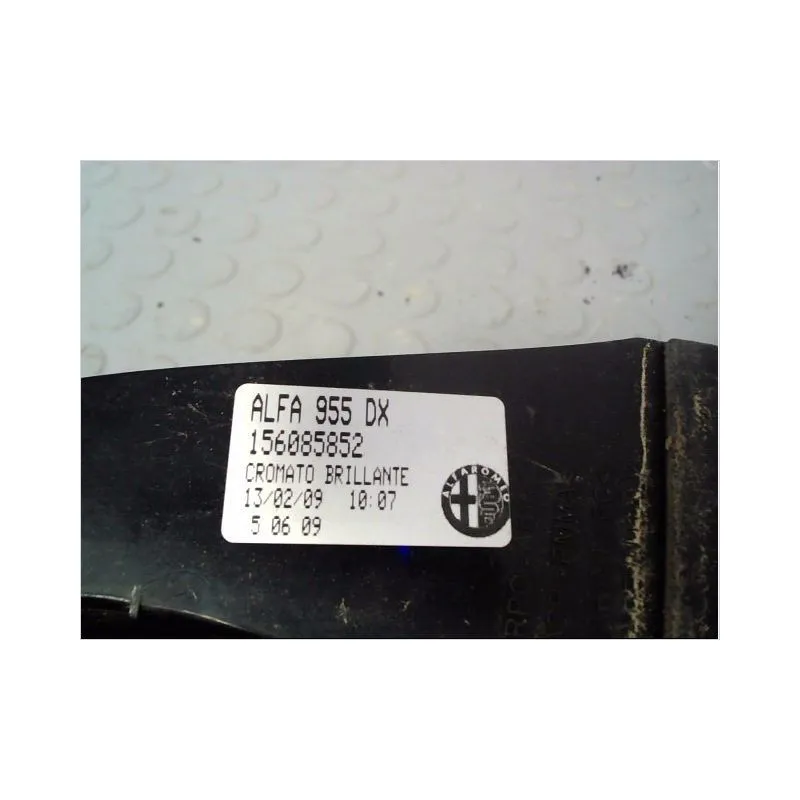 ALFA 955 DX
156085852
CROMATO BRILLANTE
13/02/09 10:07
5 06 09
ALFA ROMEO